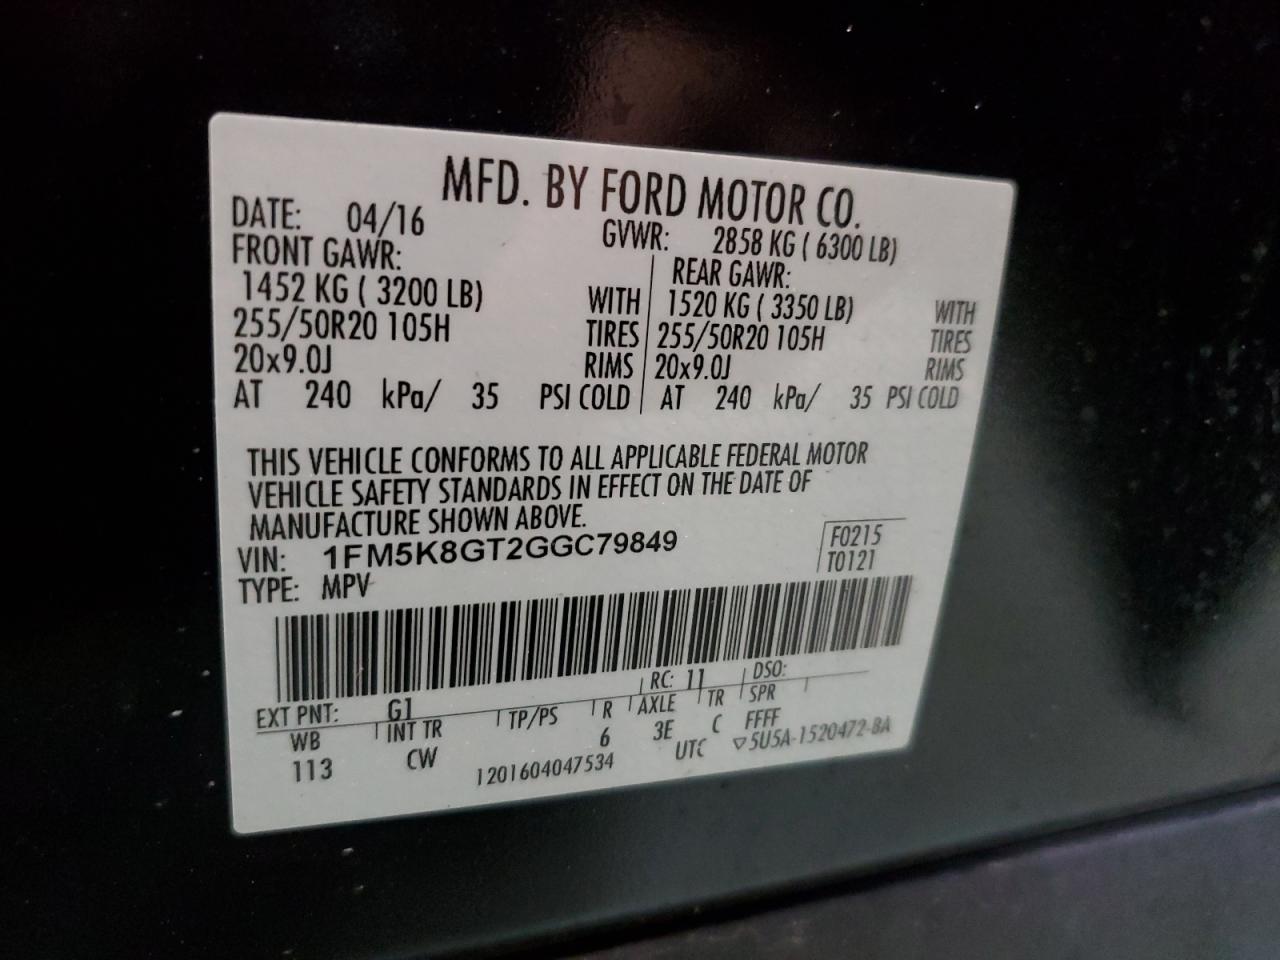 MFD. BY FORD MOTOR CO.
DATE: 04/16 GVWR: 2858 KG ( 6300 LB)
FRONT GAWR: REAR GAWR:
1452 KG ( 3200 LB) WITH 1520 KG ( 3350 LB) WITH
255/50R20 105H TIRES 255/50R20 105H TIRES
20x9.0J RIMS 20x9.0J RIMS
AT 240 kPa/ 35 PSI COLD AT 240 kPa/ 35 PSI COLD
THIS VEHICLE CONFORMS TO ALL APPLICABLE FEDERAL MOTOR
VEHICLE SAFETY STANDARDS IN EFFECT ON THE DATE OF
MANUFACTURE SHOWN ABOVE.
VIN: 1FM5K8GT2GGC79849 F0215
TYPE: MPV T0121
EXT PNT: G1 RC: 11 DSO:
WB INT TR TP/PS R AXLE TR SPR
113 CW 6 3E C FFFF
1201604047534 UTC ▽5U5A-1520472-BA